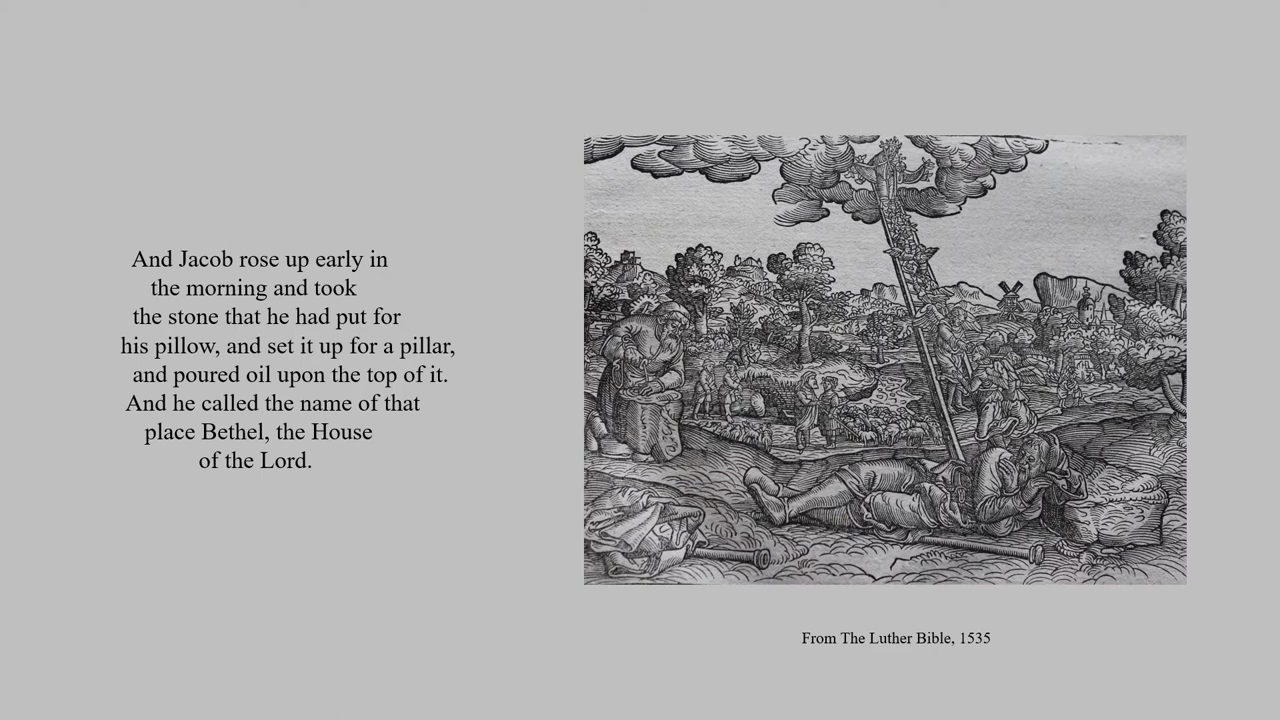 And Jacob rose up early in
the morning and took
the stone that he had put for
his pillow, and set it up for a pillar,
and poured oil upon the top of it.
And he called the name of that
place Bethel, the House
of the Lord.
From The Luther Bible, 1535